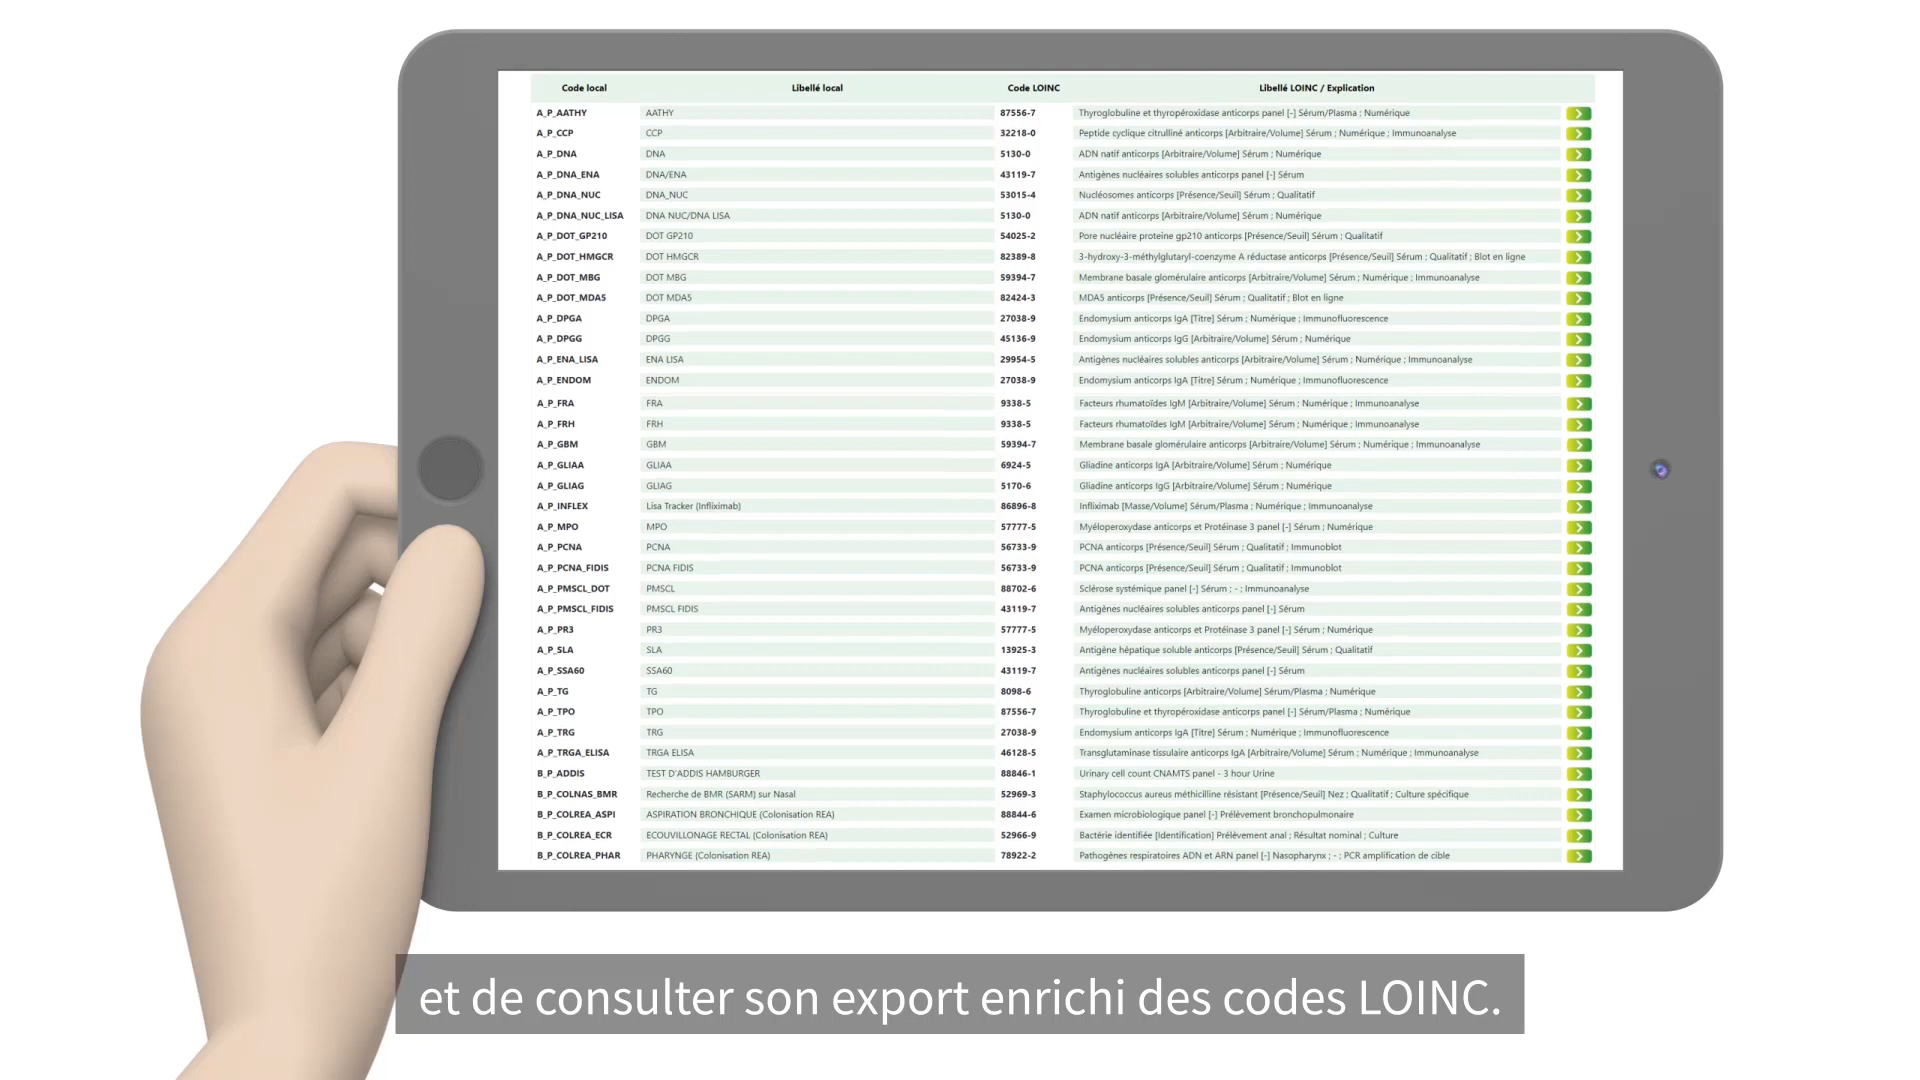 Code local Libellé local Code LOINC Libellé LOINC / Explication
A_P_AATHY AATHY 87556-7 Thyroglobuline et thyropéroxidase anticorps panel [-] Sérum/Plasma ; Numérique
A_P_CCP CCP 32218-0 Peptide cyclique citrulliné anticorps [Arbitraire/Volume] Sérum ; Numérique ; Immunoanalyse
A_P_DNA DNA 5130-0 ADN natif anticorps [Arbitraire/Volume] Sérum ; Numérique
A_P_DNA_ENA DNA/ENA 43119-7 Antigènes nucléaires solubles anticorps panel [-] Sérum
A_P_DNA_NUC DNA_NUC 53015-4 Nucléosomes anticorps [Présence/Seuil] Sérum ; Qualitatif
A_P_DNA_NUC_LISA DNA NUC/DNA LISA 5130-0 ADN natif anticorps [Arbitraire/Volume] Sérum ; Numérique
A_P_DOT_GP210 DOT GP210 54025-2 Pore nucléaire proteine gp210 anticorps [Présence/Seuil] Sérum ; Qualitatif
A_P_DOT_HMGCR DOT HMGCR 82389-8 3-hydroxy-3-méthylglutaryl-coenzyme A réductase anticorps [Présence/Seuil] Sérum ; Qualitatif ; Blot en ligne
A_P_DOT_MBG DOT MBG 59394-7 Membrane basale glomérulaire anticorps [Arbitraire/Volume] Sérum ; Numérique ; Immunoanalyse
A_P_DOT_MDA5 DOT MDA5 82424-3 MDA5 anticorps [Présence/Seuil] Sérum ; Qualitatif ; Blot en ligne
A_P_DPGA DPGA 27038-9 Endomysium anticorps IgA [Titre] Sérum ; Numérique ; Immunofluorescence
A_P_DPGG DPGG 45136-9 Endomysium anticorps IgG [Arbitraire/Volume] Sérum ; Numérique
A_P_ENA_LISA ENA LISA 29954-5 Antigènes nucléaires solubles anticorps [Arbitraire/Volume] Sérum ; Numérique ; Immunoanalyse
A_P_ENDOM ENDOM 27038-9 Endomysium anticorps IgA [Titre] Sérum ; Numérique ; Immunofluorescence
A_P_FRA FRA 9338-5 Facteurs rhumatoïdes IgM [Arbitraire/Volume] Sérum ; Numérique ; Immunoanalyse
A_P_FRH FRH 9338-5 Facteurs rhumatoïdes IgM [Arbitraire/Volume] Sérum ; Numérique ; Immunoanalyse
A_P_GBM GBM 59394-7 Membrane basale glomérulaire anticorps [Arbitraire/Volume] Sérum ; Numérique ; Immunoanalyse
A_P_GLIAA GLIAA 6924-5 Gliadine anticorps IgA [Arbitraire/Volume] Sérum ; Numérique
A_P_GLIAG GLIAG 5170-6 Gliadine anticorps IgG [Arbitraire/Volume] Sérum ; Numérique
A_P_INFLEX Lisa Tracker (Infliximab) 86896-8 Infliximab [Masse/Volume] Sérum/Plasma ; Numérique ; Immunoanalyse
A_P_MPO MPO 57777-5 Myéloperoxydase anticorps et Protéinase 3 panel [-] Sérum ; Numérique
A_P_PCNA PCNA 56733-9 PCNA anticorps [Présence/Seuil] Sérum ; Qualitatif ; Immunoblot
A_P_PCNA_FIDIS PCNA FIDIS 56733-9 PCNA anticorps [Présence/Seuil] Sérum ; Qualitatif ; Immunoblot
A_P_PMSCL_DOT PMSCL 88702-6 Sclérose systémique panel [-] Sérum ; - ; Immunoanalyse
A_P_PMSCL_FIDIS PMSCL FIDIS 43119-7 Antigènes nucléaires solubles anticorps panel [-] Sérum
A_P_PR3 PR3 57777-5 Myéloperoxydase anticorps et Protéinase 3 panel [-] Sérum ; Numérique
A_P_SLA SLA 13925-3 Antigène hépatique soluble anticorps [Présence/Seuil] Sérum ; Qualitatif
A_P_SSA60 SSA60 43119-7 Antigènes nucléaires solubles anticorps panel [-] Sérum
A_P_TG TG 8098-6 Thyroglobuline anticorps [Arbitraire/Volume] Sérum/Plasma ; Numérique
A_P_TPO TPO 87556-7 Thyroglobuline et thyropéroxidase anticorps panel [-] Sérum/Plasma ; Numérique
A_P_TRG TRG 27038-9 Endomysium anticorps IgA [Titre] Sérum ; Numérique ; Immunofluorescence
A_P_TRGA_ELISA TRGA ELISA 46128-5 Transglutaminase tissulaire anticorps IgA [Arbitraire/Volume] Sérum ; Numérique ; Immunoanalyse
B_P_ADDIS TEST D'ADDIS HAMBURGER 88846-1 Urinary cell count CNAMTS panel - 3 hour Urine
B_P_COLNAS_BMR Recherche de BMR (SARM) sur Nasal 52969-3 Staphylococcus aureus méthicilline résistant [Présence/Seuil] Nez ; Qualitatif ; Culture spécifique
B_P_COLREA_ASPI ASPIRATION BRONCHIQUE (Colonisation REA) 88844-6 Examen microbiologique panel [-] Prélèvement bronchopulmonaire
B_P_COLREA_ECR ECOUVILLONAGE RECTAL (Colonisation REA) 52966-9 Bactérie identifiée [Identification] Prélèvement anal ; Résultat nominal ; Culture
B_P_COLREA_PHAR PHARYNGE (Colonisation REA) 78922-2 Pathogènes respiratoires ADN et ARN panel [-] Nasopharynx ; - ; PCR amplification de cible
et de consulter son export enrichi des codes LOINC.